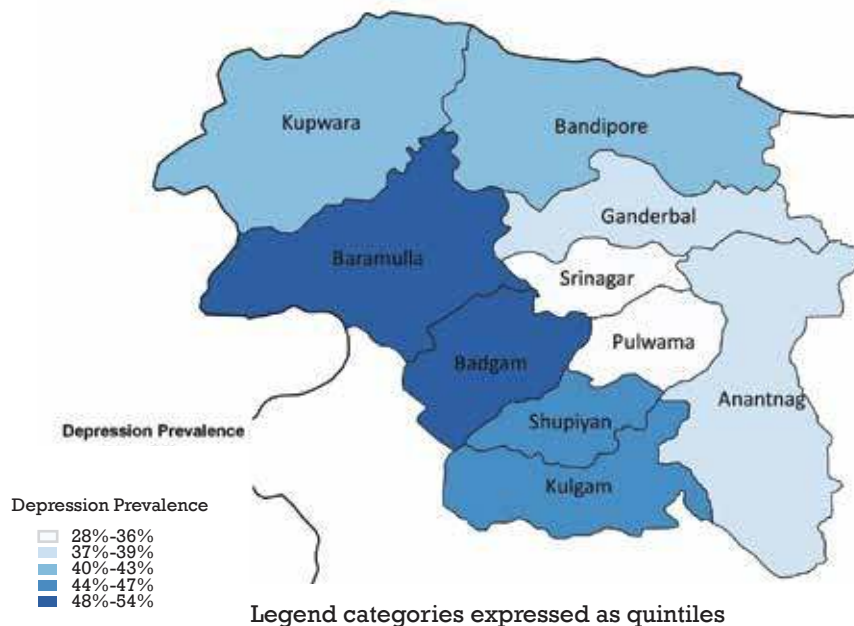 Kupwara
Bandipore
Ganderbal
Baramulla
Srinagar
Pulwama
Badgam
Anantnag
Shupiyan
Kulgam
Depression Prevalence
Depression Prevalence
28%-36%
37%-39%
40%-43%
44%-47%
48%-54%
Legend categories expressed as quintiles